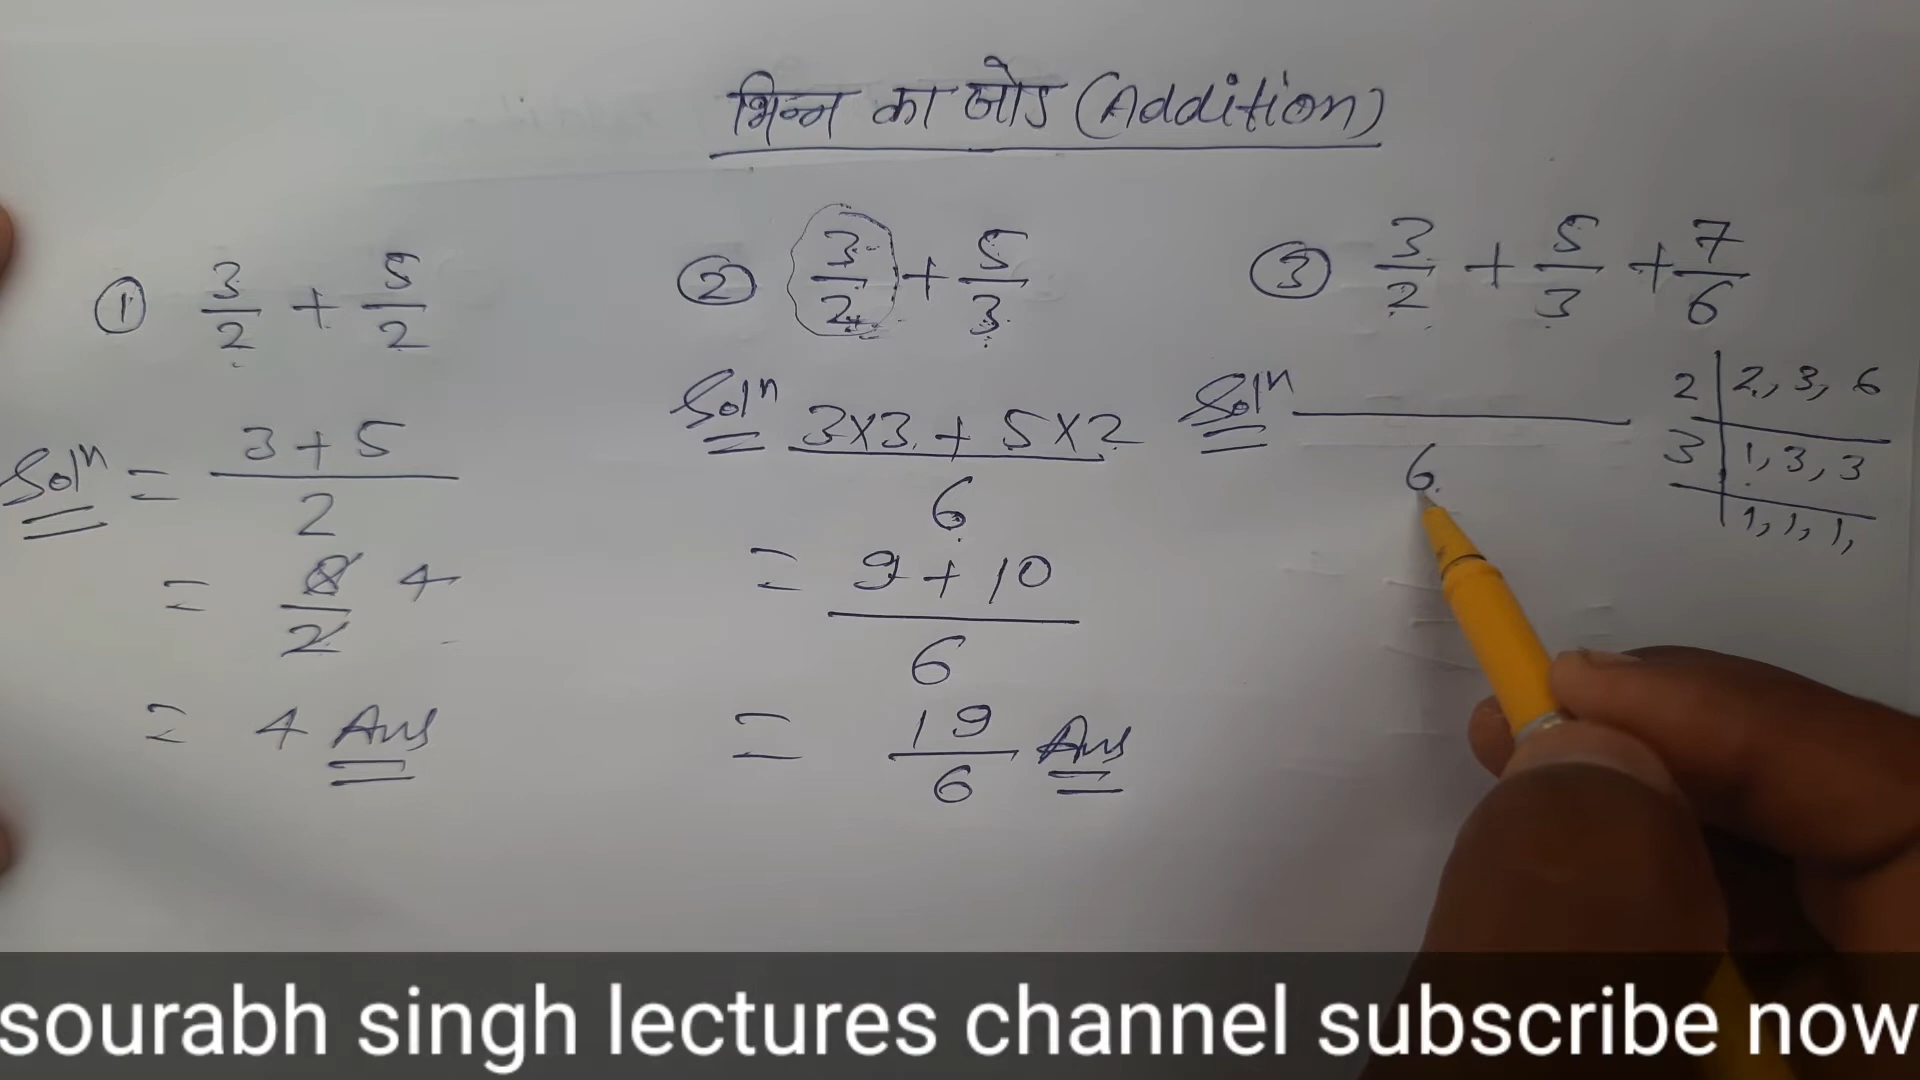 भिन्न का जोड (Addition)
① 3/2 + 5/2
Solⁿ = 3+5/2
= 8/2 4
= 4 Ans
② 3/2 + 5/3
Solⁿ 3×3 + 5×2/6
= 9+10/6
= 19/6 Ans
③ 3/2 + 5/3 + 7/6
Solⁿ /6
2 | 2, 3, 6
3 | 1, 3, 3
| 1, 1, 1,
sourabh singh lectures channel subscribe now